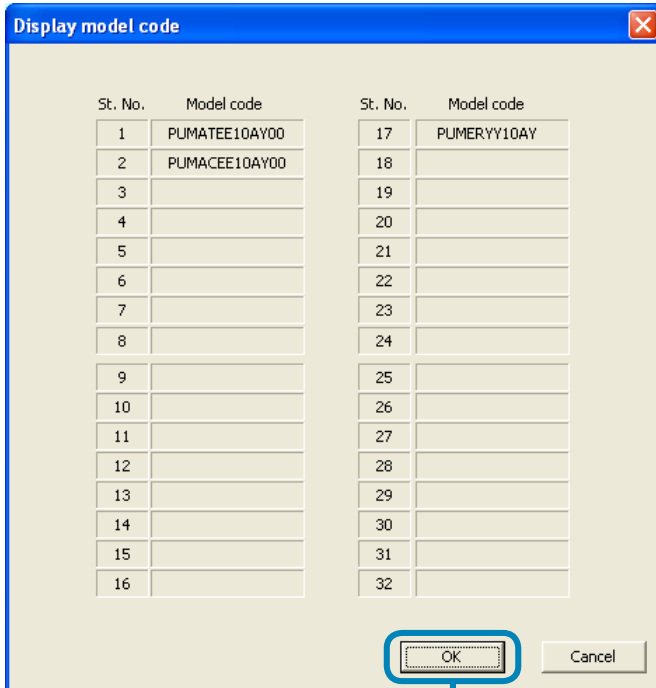 Display model code
St. No. Model code St. No. Model code
1 PUMATEE10AY00 17 PUMERYY10AY
2 PUMACEE10AY00 18
3 19
4 20
5 21
6 22
7 23
8 24
9 25
10 26
11 27
12 28
13 29
14 30
15 31
16 32
OK Cancel